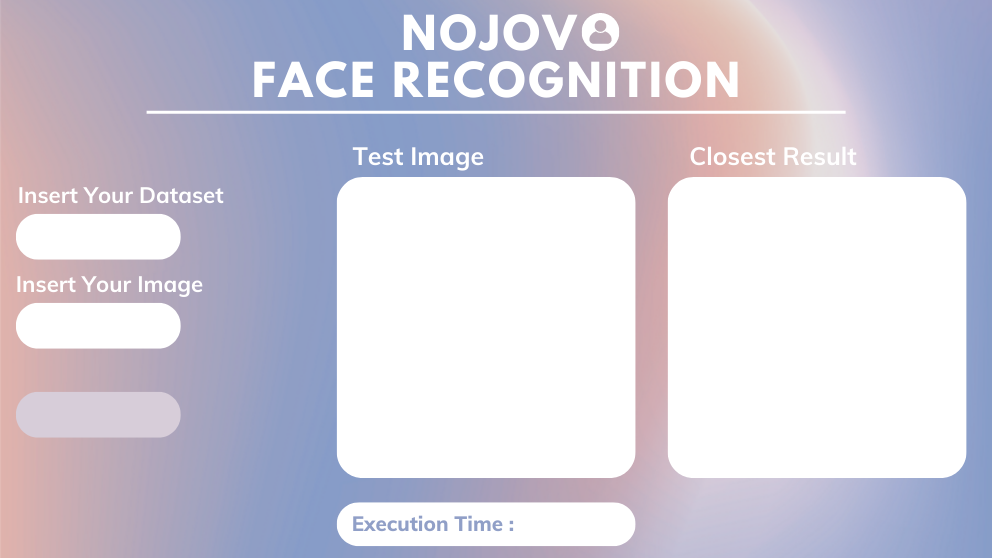 NOJOVO
FACE RECOGNITION
Test Image
Closest Result
Insert Your Dataset
Insert Your Image
Execution Time :